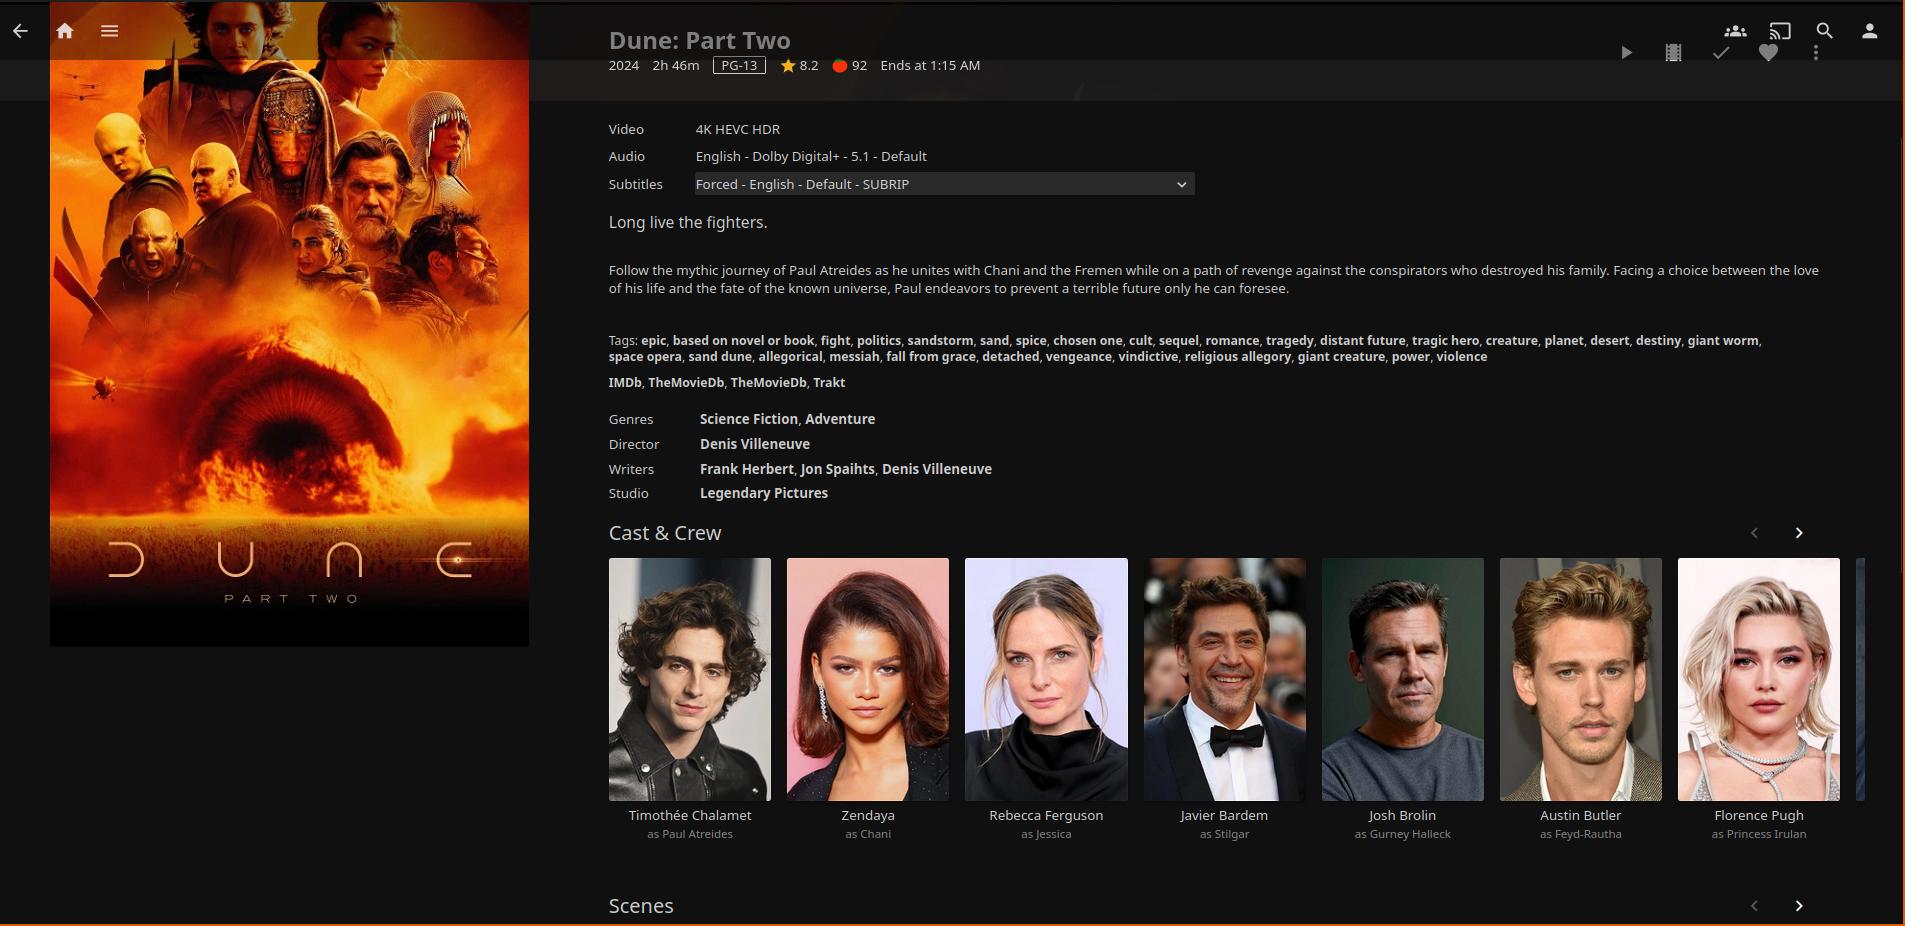 Dune: Part Two
2024 2h 46m PG-13 8.2 92 Ends at 1:15 AM
Video 4K HEVC HDR
Audio English - Dolby Digital+ - 5.1 - Default
Subtitles Forced - English - Default - SUBRIP
Long live the fighters.
Follow the mythic journey of Paul Atreides as he unites with Chani and the Fremen while on a path of revenge against the conspirators who destroyed his family. Facing a choice between the love
of his life and the fate of the known universe, Paul endeavors to prevent a terrible future only he can foresee.
Tags: epic, based on novel or book, fight, politics, sandstorm, sand, spice, chosen one, cult, sequel, romance, tragedy, distant future, tragic hero, creature, planet, desert, destiny, giant worm,
space opera, sand dune, allegorical, messiah, fall from grace, detached, vengeance, vindictive, religious allegory, giant creature, power, violence
IMDb, TheMovieDb, TheMovieDb, Trakt
Genres Science Fiction, Adventure
Director Denis Villeneuve
Writers Frank Herbert, Jon Spaihts, Denis Villeneuve
Studio Legendary Pictures
Cast & Crew
DUNE
PART TWO
Timothée Chalamet Zendaya Rebecca Ferguson Javier Bardem Josh Brolin Austin Butler Florence Pugh
as Paul Atreides as Chani as Jessica as Stilgar as Gurney Halleck as Feyd-Rautha as Princess Irulan
Scenes